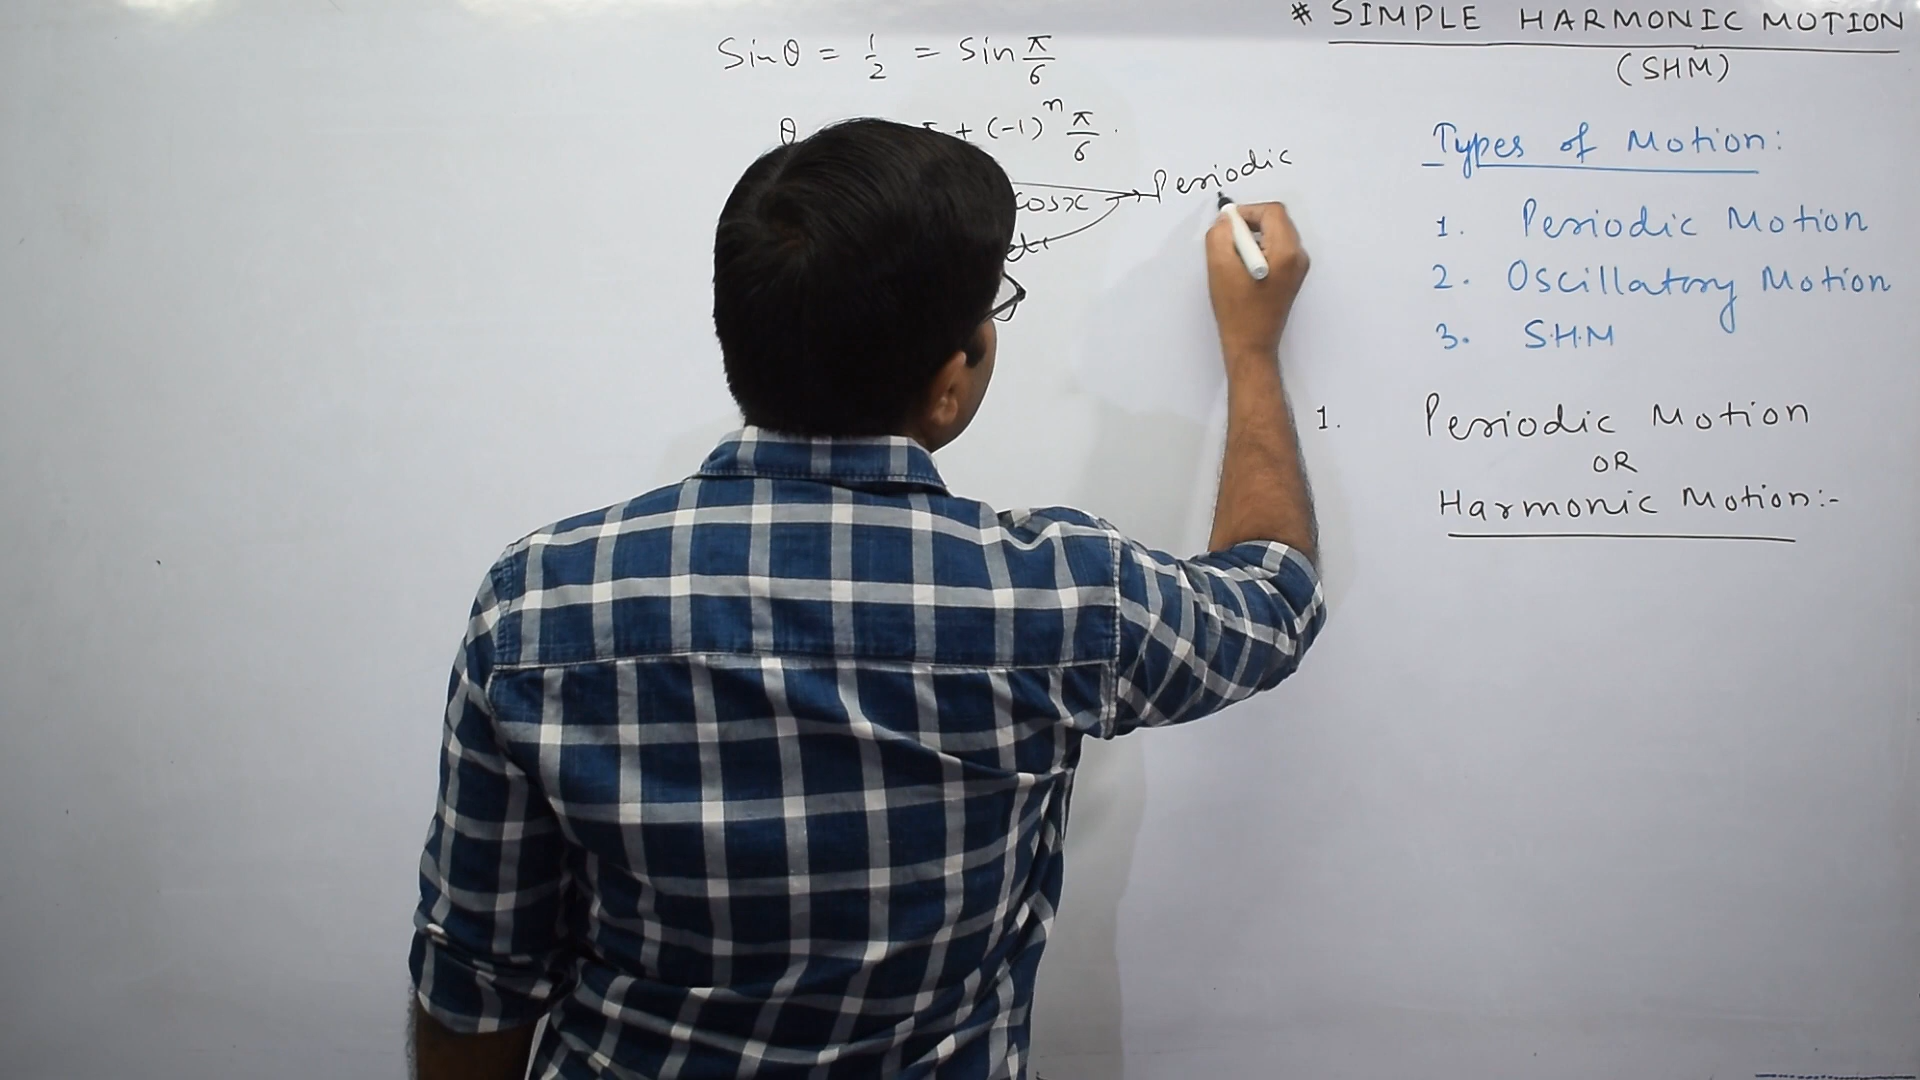 # SIMPLE HARMONIC MOTION
(SHM)
Sinθ = 1/2 = Sin π/6
θ + (-1)^n π/6 .
cosx → Periodic
Types of Motion:
1. Periodic Motion
2. Oscillatory Motion
3. S.H.M
1. Periodic Motion
OR
Harmonic Motion:-